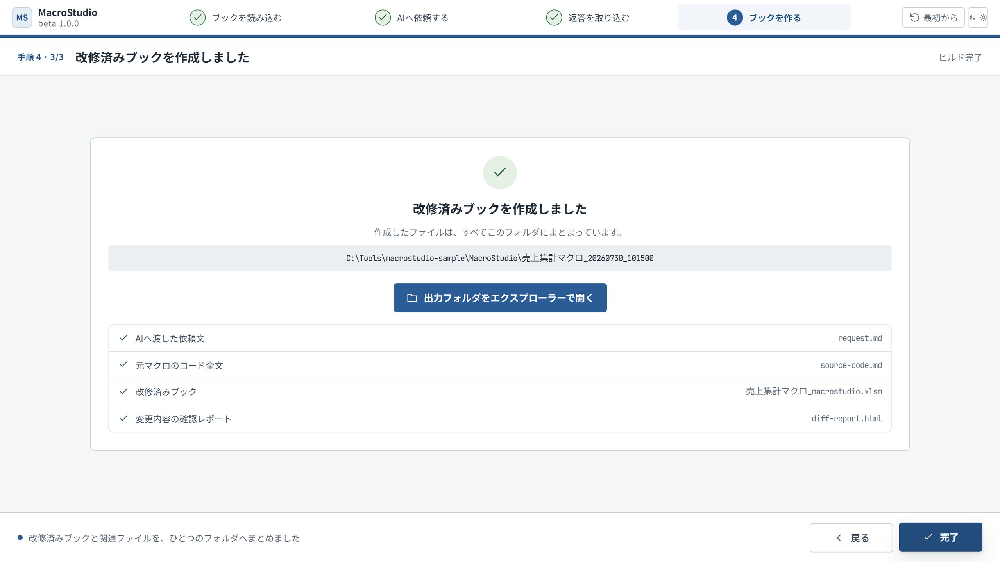 MS
MacroStudio
beta 1.0.0
ブックを読み込む
AIへ依頼する
返答を取り込む
4 ブックを作る
最初から
手順 4 · 3/3
改修済みブックを作成しました
ビルド完了
改修済みブックを作成しました
作成したファイルは、すべてこのフォルダにまとまっています。
C:\Tools\macrostudio-sample\MacroStudio\売上集計マクロ_20260730_101500
出力フォルダをエクスプローラーで開く
AIへ渡した依頼文 request.md
元マクロのコード全文 source-code.md
改修済みブック 売上集計マクロ_macrostudio.xlsm
変更内容の確認レポート diff-report.html
改修済みブックと関連ファイルを、ひとつのフォルダへまとめました
戻る
完了